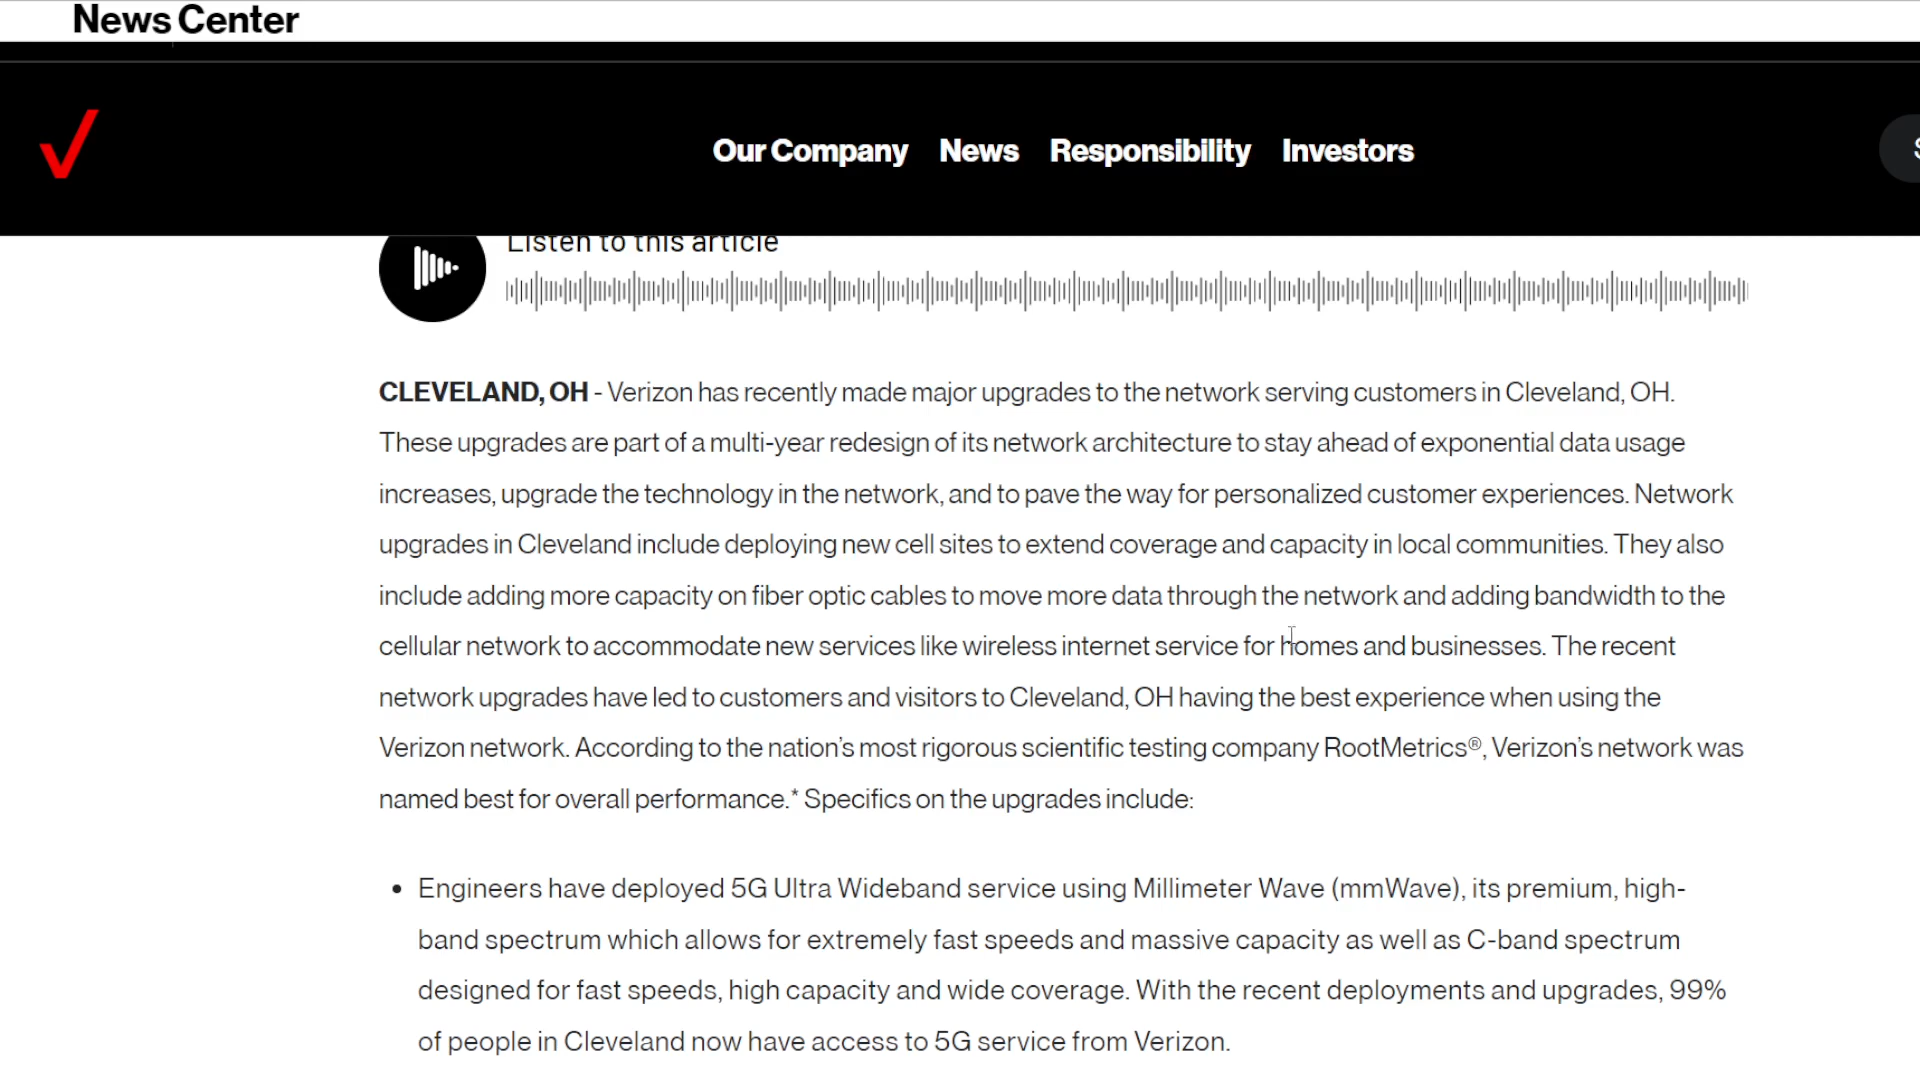 News Center
Our Company News Responsibility Investors
Listen to this article
CLEVELAND, OH - Verizon has recently made major upgrades to the network serving customers in Cleveland, OH.
These upgrades are part of a multi-year redesign of its network architecture to stay ahead of exponential data usage
increases, upgrade the technology in the network, and to pave the way for personalized customer experiences. Network
upgrades in Cleveland include deploying new cell sites to extend coverage and capacity in local communities. They also
include adding more capacity on fiber optic cables to move more data through the network and adding bandwidth to the
cellular network to accommodate new services like wireless internet service for homes and businesses. The recent
network upgrades have led to customers and visitors to Cleveland, OH having the best experience when using the
Verizon network. According to the nation’s most rigorous scientific testing company RootMetrics®, Verizon’s network was
named best for overall performance.* Specifics on the upgrades include:
• Engineers have deployed 5G Ultra Wideband service using Millimeter Wave (mmWave), its premium, high-
band spectrum which allows for extremely fast speeds and massive capacity as well as C-band spectrum
designed for fast speeds, high capacity and wide coverage. With the recent deployments and upgrades, 99%
of people in Cleveland now have access to 5G service from Verizon.